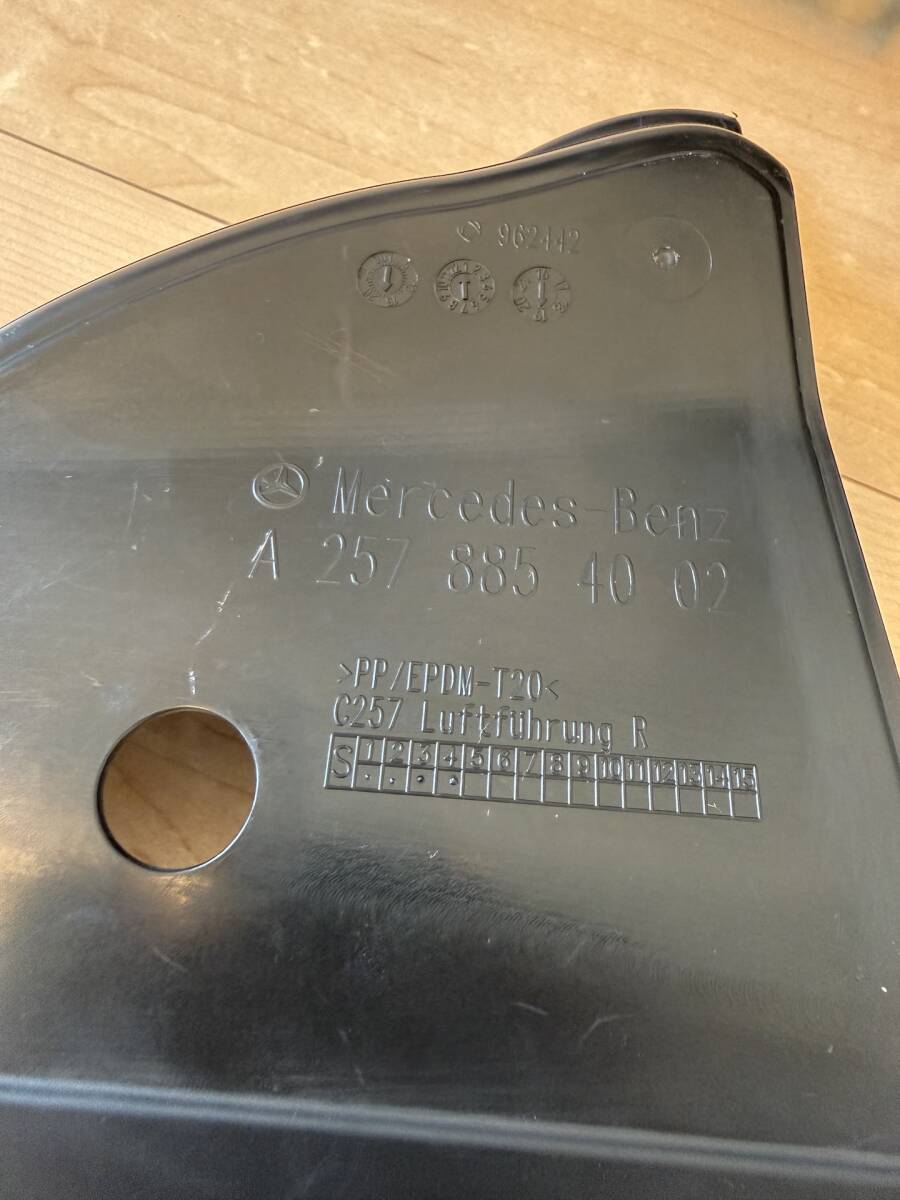 962442
Mercedes-Benz
A 257 885 40 02
>PP/EPDM-T20<
C257 Luftführung R
S 1 2 3 4 5 6 7 8 9 10 11 12 13 14 15